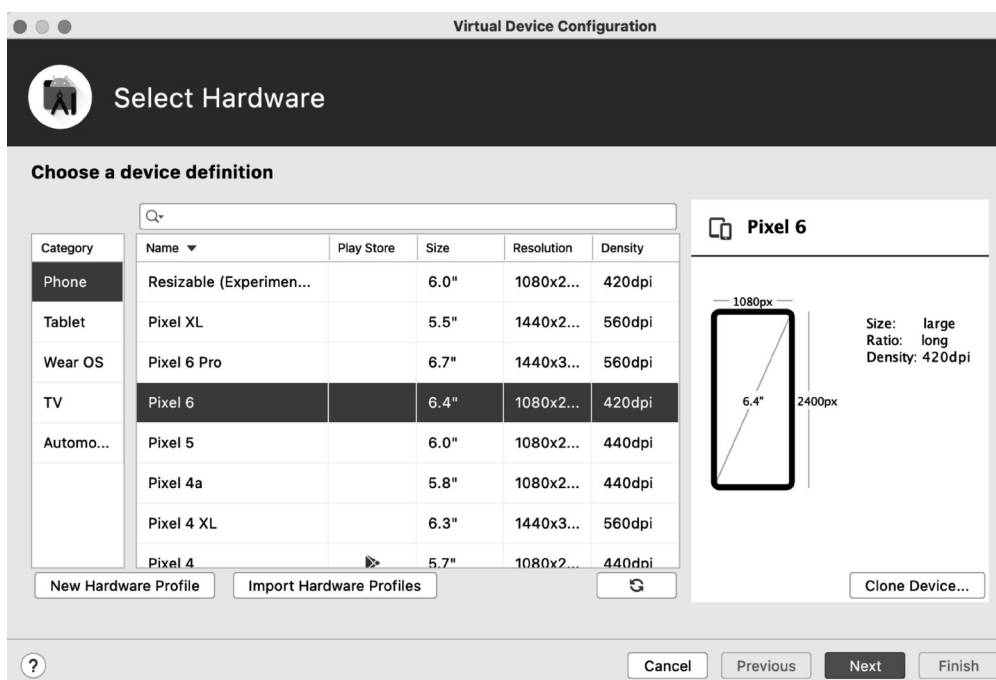 Virtual Device Configuration
Select Hardware
Choose a device definition
Category
Phone
Tablet
Wear OS
TV
Automo...
Name Play Store Size Resolution Density
Resizable (Experimen... 6.0" 1080x2... 420dpi
Pixel XL 5.5" 1440x2... 560dpi
Pixel 6 Pro 6.7" 1440x3... 560dpi
Pixel 6 6.4" 1080x2... 420dpi
Pixel 5 6.0" 1080x2... 440dpi
Pixel 4a 5.8" 1080x2... 440dpi
Pixel 4 XL 6.3" 1440x3... 560dpi
Pixel 4 5.7" 1080x2... 440dpi
New Hardware Profile Import Hardware Profiles
Pixel 6
1080px
6.4" 2400px
Size: large
Ratio: long
Density: 420dpi
Clone Device...
? Cancel Previous Next Finish